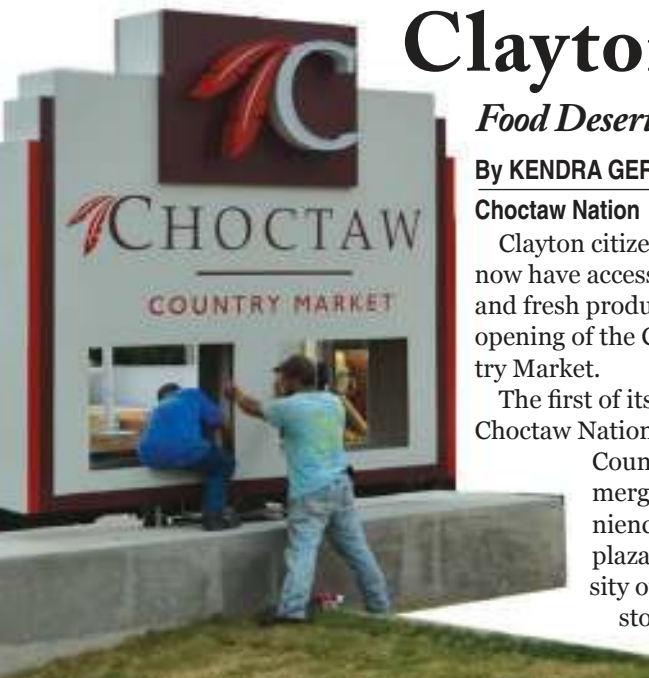 C
CHOCTAW
COUNTRY MARKET
Clayto
Food Desert
By KENDRA GER
Choctaw Nation
Clayton citize
now have access
and fresh produ
opening of the C
try Market.
The first of its
Choctaw Nation
Coun
merg
nienc
plaza
sity o
sto